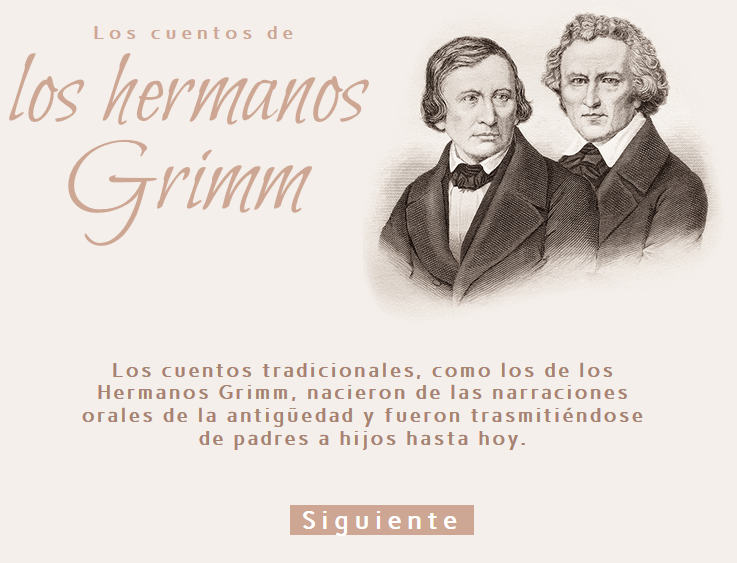 Los cuentos de
los hermanos
Grimm
Los cuentos tradicionales, como los de los
Hermanos Grimm, nacieron de las narraciones
orales de la antigüedad y fueron trasmitiéndose
de padres a hijos hasta hoy.
Siguiente